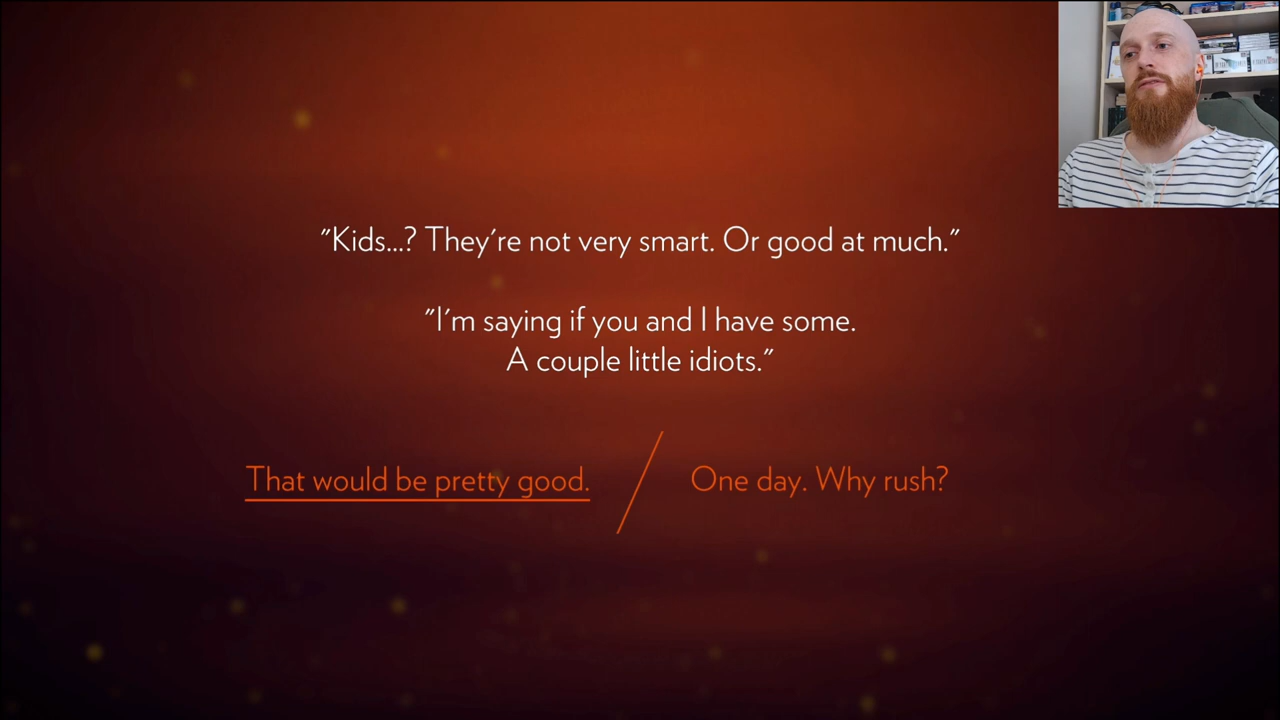 "Kids...? They're not very smart. Or good at much."
"I'm saying if you and I have some.
A couple little idiots."
That would be pretty good. / One day. Why rush?